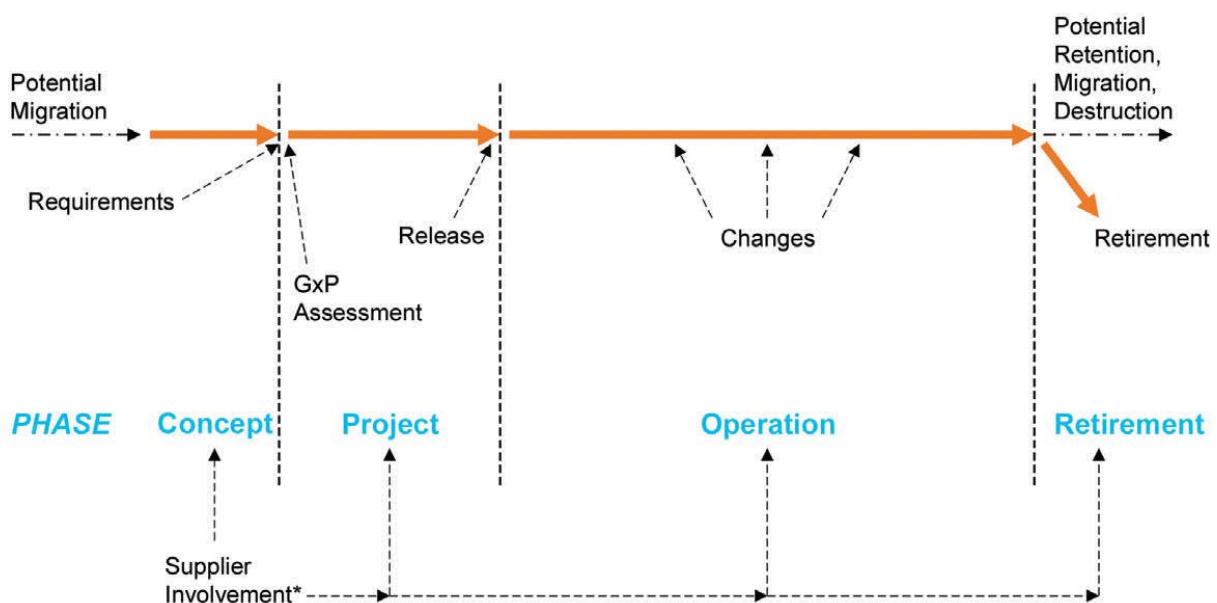 Potential
Migration
Potential
Retention,
Migration,
Destruction
Requirements
GxP
Assessment
Release
Changes
Retirement
PHASE
Concept
Project
Operation
Retirement
Supplier
Involvement*